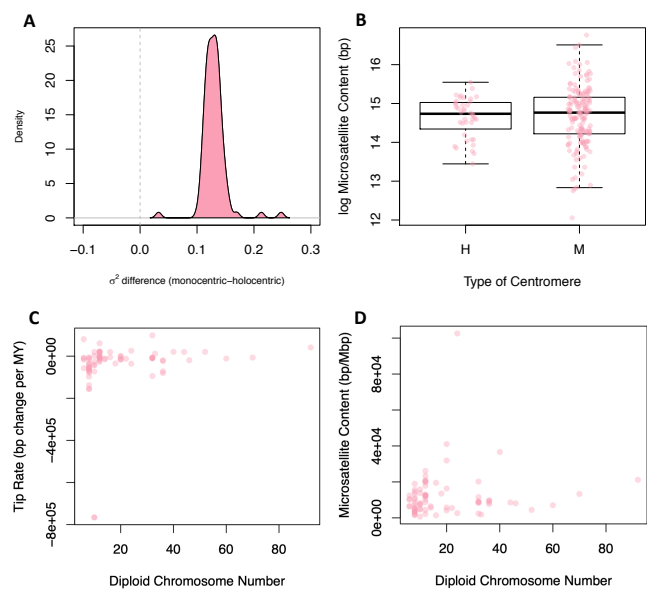 A
Density
0 5 10 15 20 25
−0.1 0.0 0.1 0.2 0.3
σ² difference (monocentric−holocentric)
B
log Microsatellite Content (bp)
12 13 14 15 16
H M
Type of Centromere
C
Tip Rate (bp change per MY)
−8e+05 −4e+05 0e+00
20 40 60 80
Diploid Chromosome Number
D
Microsatellite Content (bp/Mbp)
0e+00 4e+04 8e+04
20 40 60 80
Diploid Chromosome Number